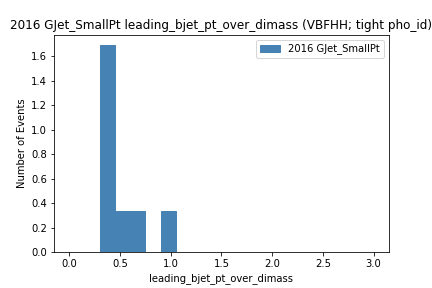 2016 GJet_SmallPt leading_bjet_pt_over_dimass (VBFHH; tight pho_id)
2016 GJet_SmallPt
1.6
1.4
1.2
1.0
0.8
0.6
0.4
0.2
0.0
Number of Events
0.0 0.5 1.0 1.5 2.0 2.5 3.0
leading_bjet_pt_over_dimass